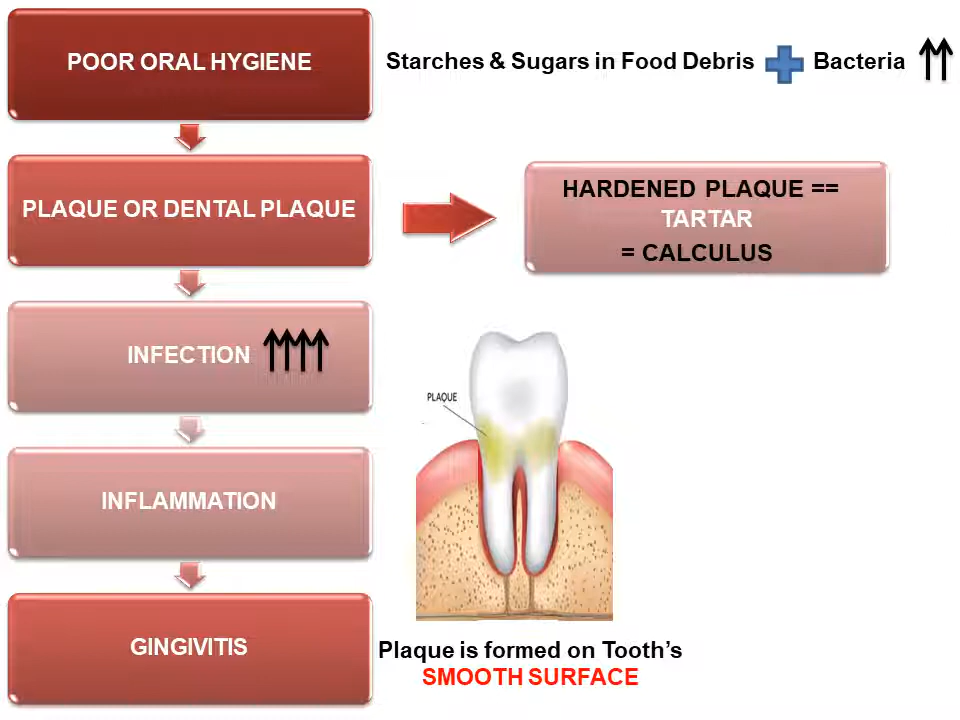 POOR ORAL HYGIENE
Starches & Sugars in Food Debris
Bacteria
PLAQUE OR DENTAL PLAQUE
HARDENED PLAQUE ==
TARTAR
= CALCULUS
INFECTION
PLAQUE
INFLAMMATION
GINGIVITIS
Plaque is formed on Tooth's
SMOOTH SURFACE